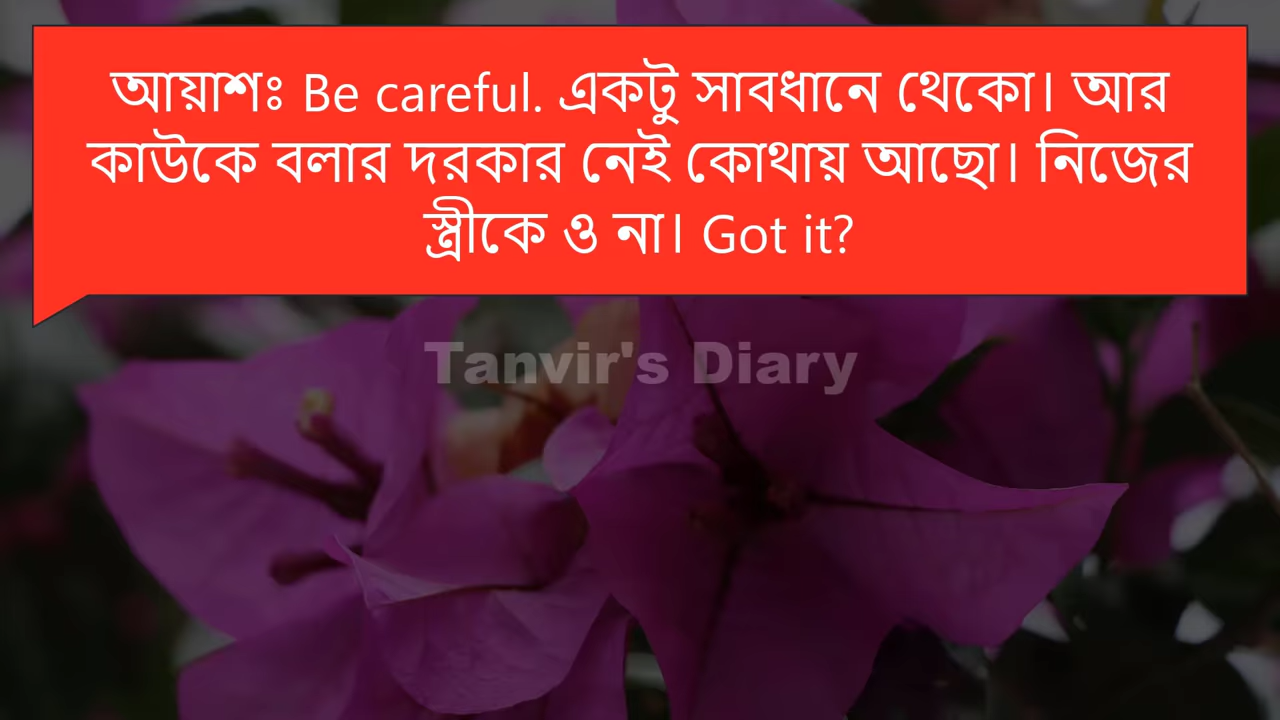 আয়াশঃ Be careful. একটু সাবধানে থেকো। আর
কাউকে বলার দরকার নেই কোথায় আছো। নিজের
স্ত্রীকে ও না। Got it?
Tanvir's Diary